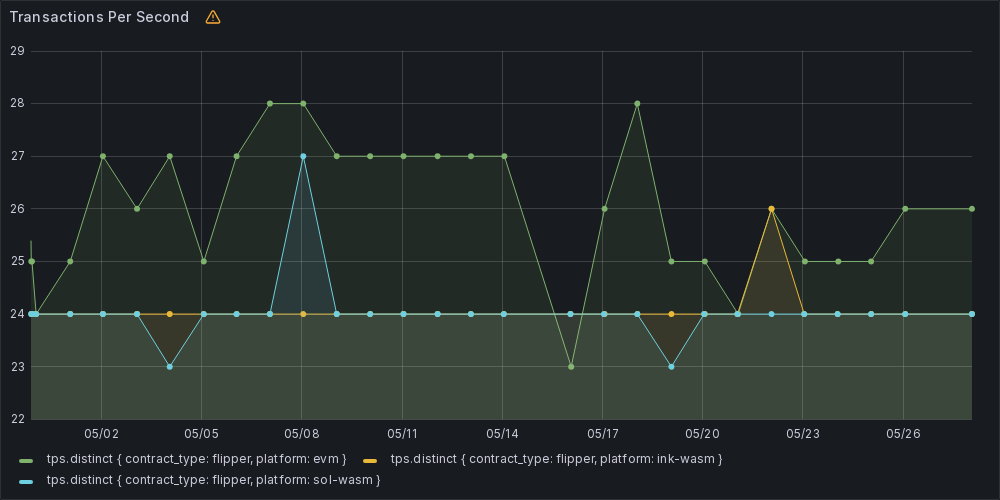 Transactions Per Second
29
28
27
26
25
24
23
22
05/02 05/05 05/08 05/11 05/14 05/17 05/20 05/23 05/26
tps.distinct { contract_type: flipper, platform: evm } tps.distinct { contract_type: flipper, platform: ink-wasm }
tps.distinct { contract_type: flipper, platform: sol-wasm }